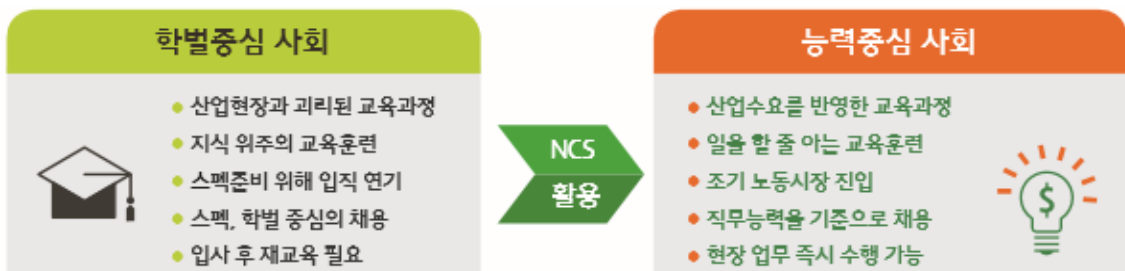 학벌중심 사회
산업현장과 괴리된 교육과정
지식 위주의 교육훈련
스펙준비 위해 입직 연기
스펙, 학벌 중심의 채용
입사 후 재교육 필요
NCS
활용
능력중심 사회
산업수요를 반영한 교육과정
일을 할 줄 아는 교육훈련
조기 노동시장 진입
직무능력을 기준으로 채용
현장 업무 즉시 수행 가능
$